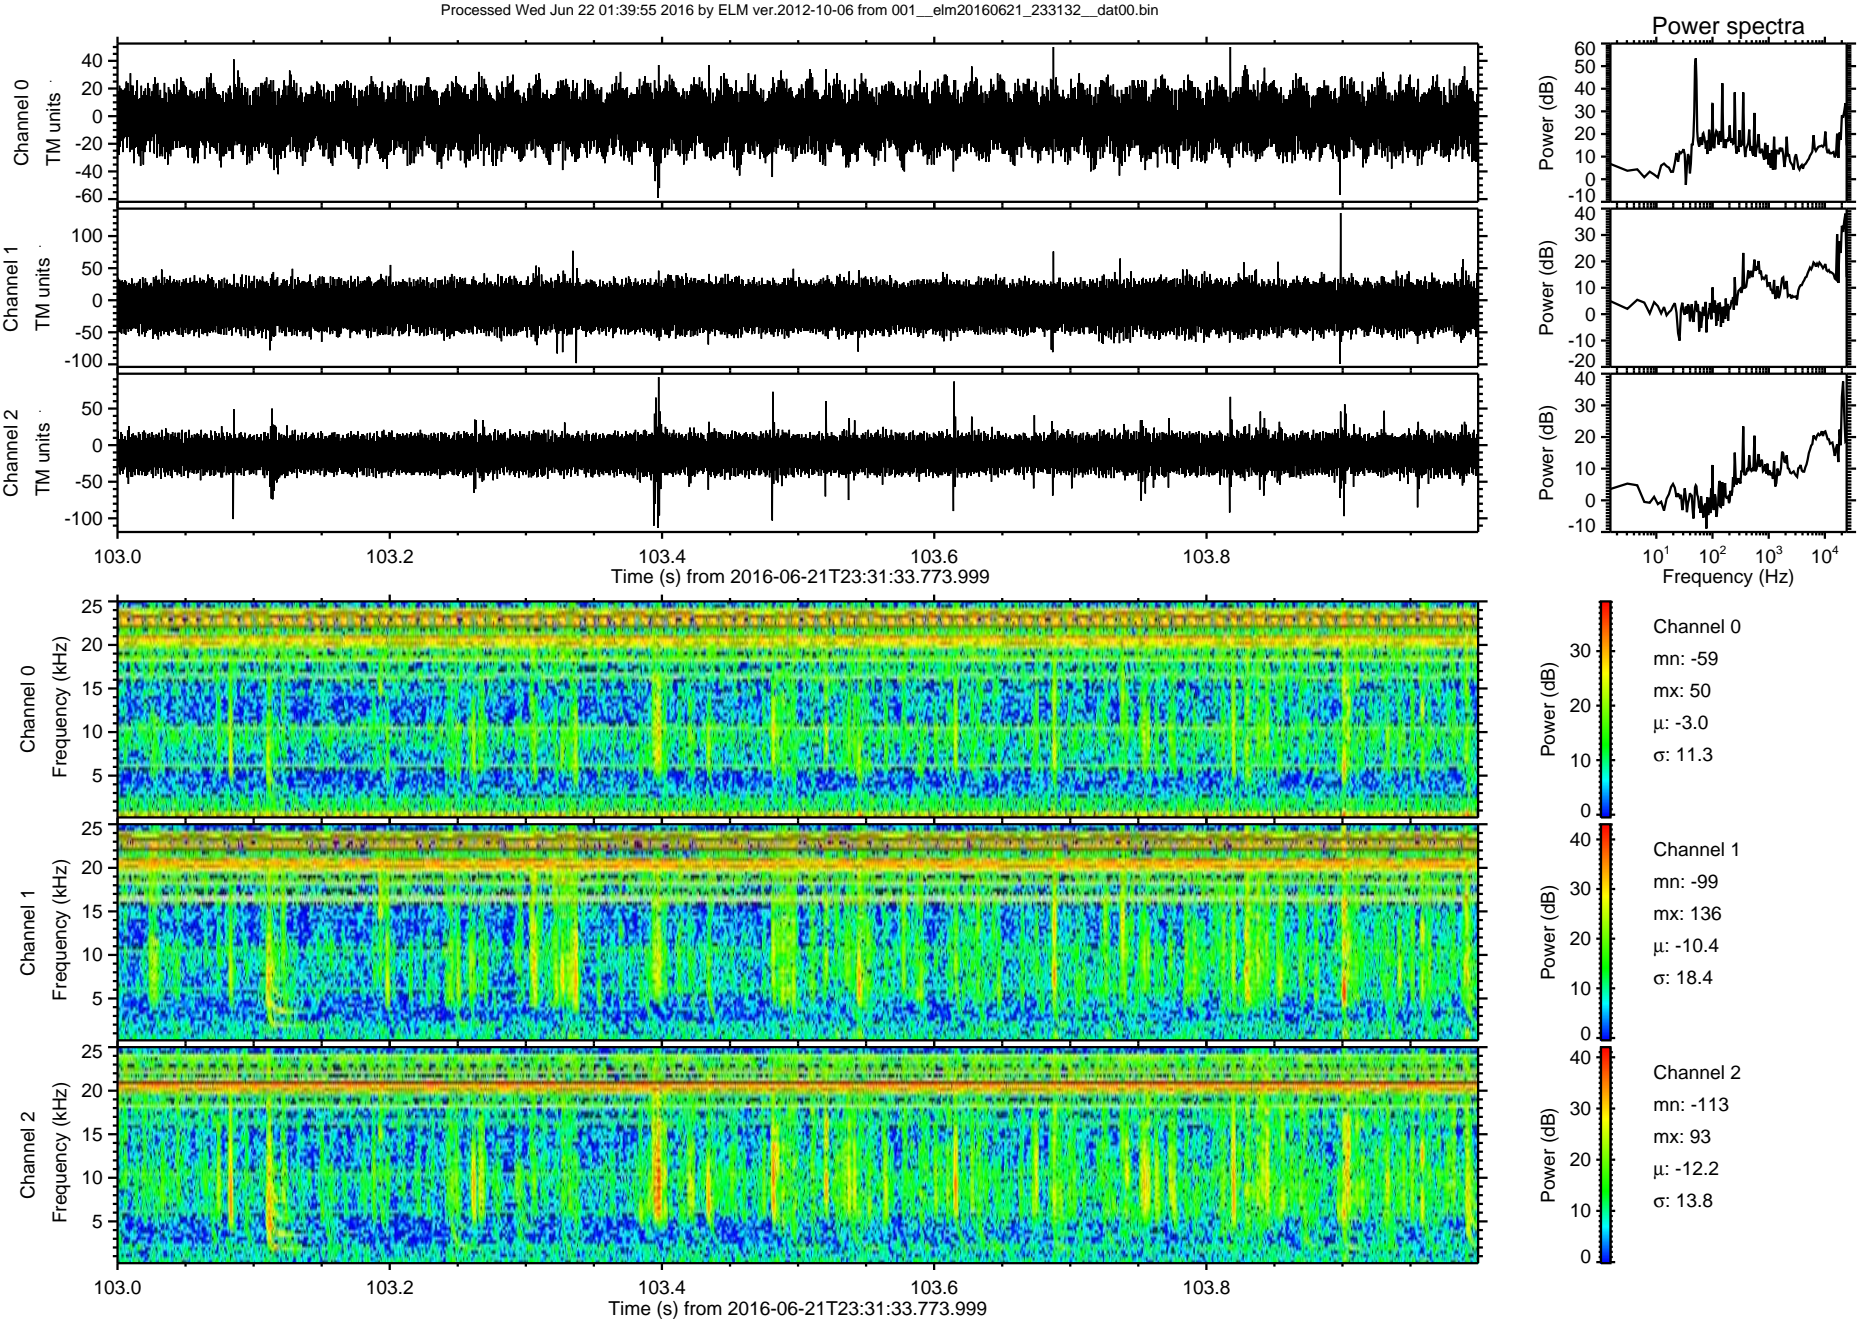 Processed Wed Jun 22 01:39:55 2016 by ELM ver.2012-10-06 from 001__elm20160621_233132__dat00.bin
Power spectra
Channel 0
TM units
40
20
0
-20
-40
-60
Power (dB)
60
50
40
30
20
10
0
-10
Channel 1
TM units
100
50
0
-50
-100
Power (dB)
40
30
20
10
0
-10
-20
Channel 2
TM units
50
0
-50
-100
Power (dB)
40
30
20
10
0
-10
103.0 103.2 103.4 103.6 103.8
Time (s) from 2016-06-21T23:31:33.773.999
10¹ 10² 10³ 10⁴
Frequency (Hz)
Channel 0
Frequency (kHz)
25
20
15
10
5
Power (dB)
30
20
10
0
Channel 0
mn: -59
mx: 50
μ: -3.0
σ: 11.3
Channel 1
Frequency (kHz)
25
20
15
10
5
Power (dB)
40
30
20
10
0
Channel 1
mn: -99
mx: 136
μ: -10.4
σ: 18.4
Channel 2
Frequency (kHz)
25
20
15
10
5
Power (dB)
40
30
20
10
0
Channel 2
mn: -113
mx: 93
μ: -12.2
σ: 13.8
103.0 103.2 103.4 103.6 103.8
Time (s) from 2016-06-21T23:31:33.773.999